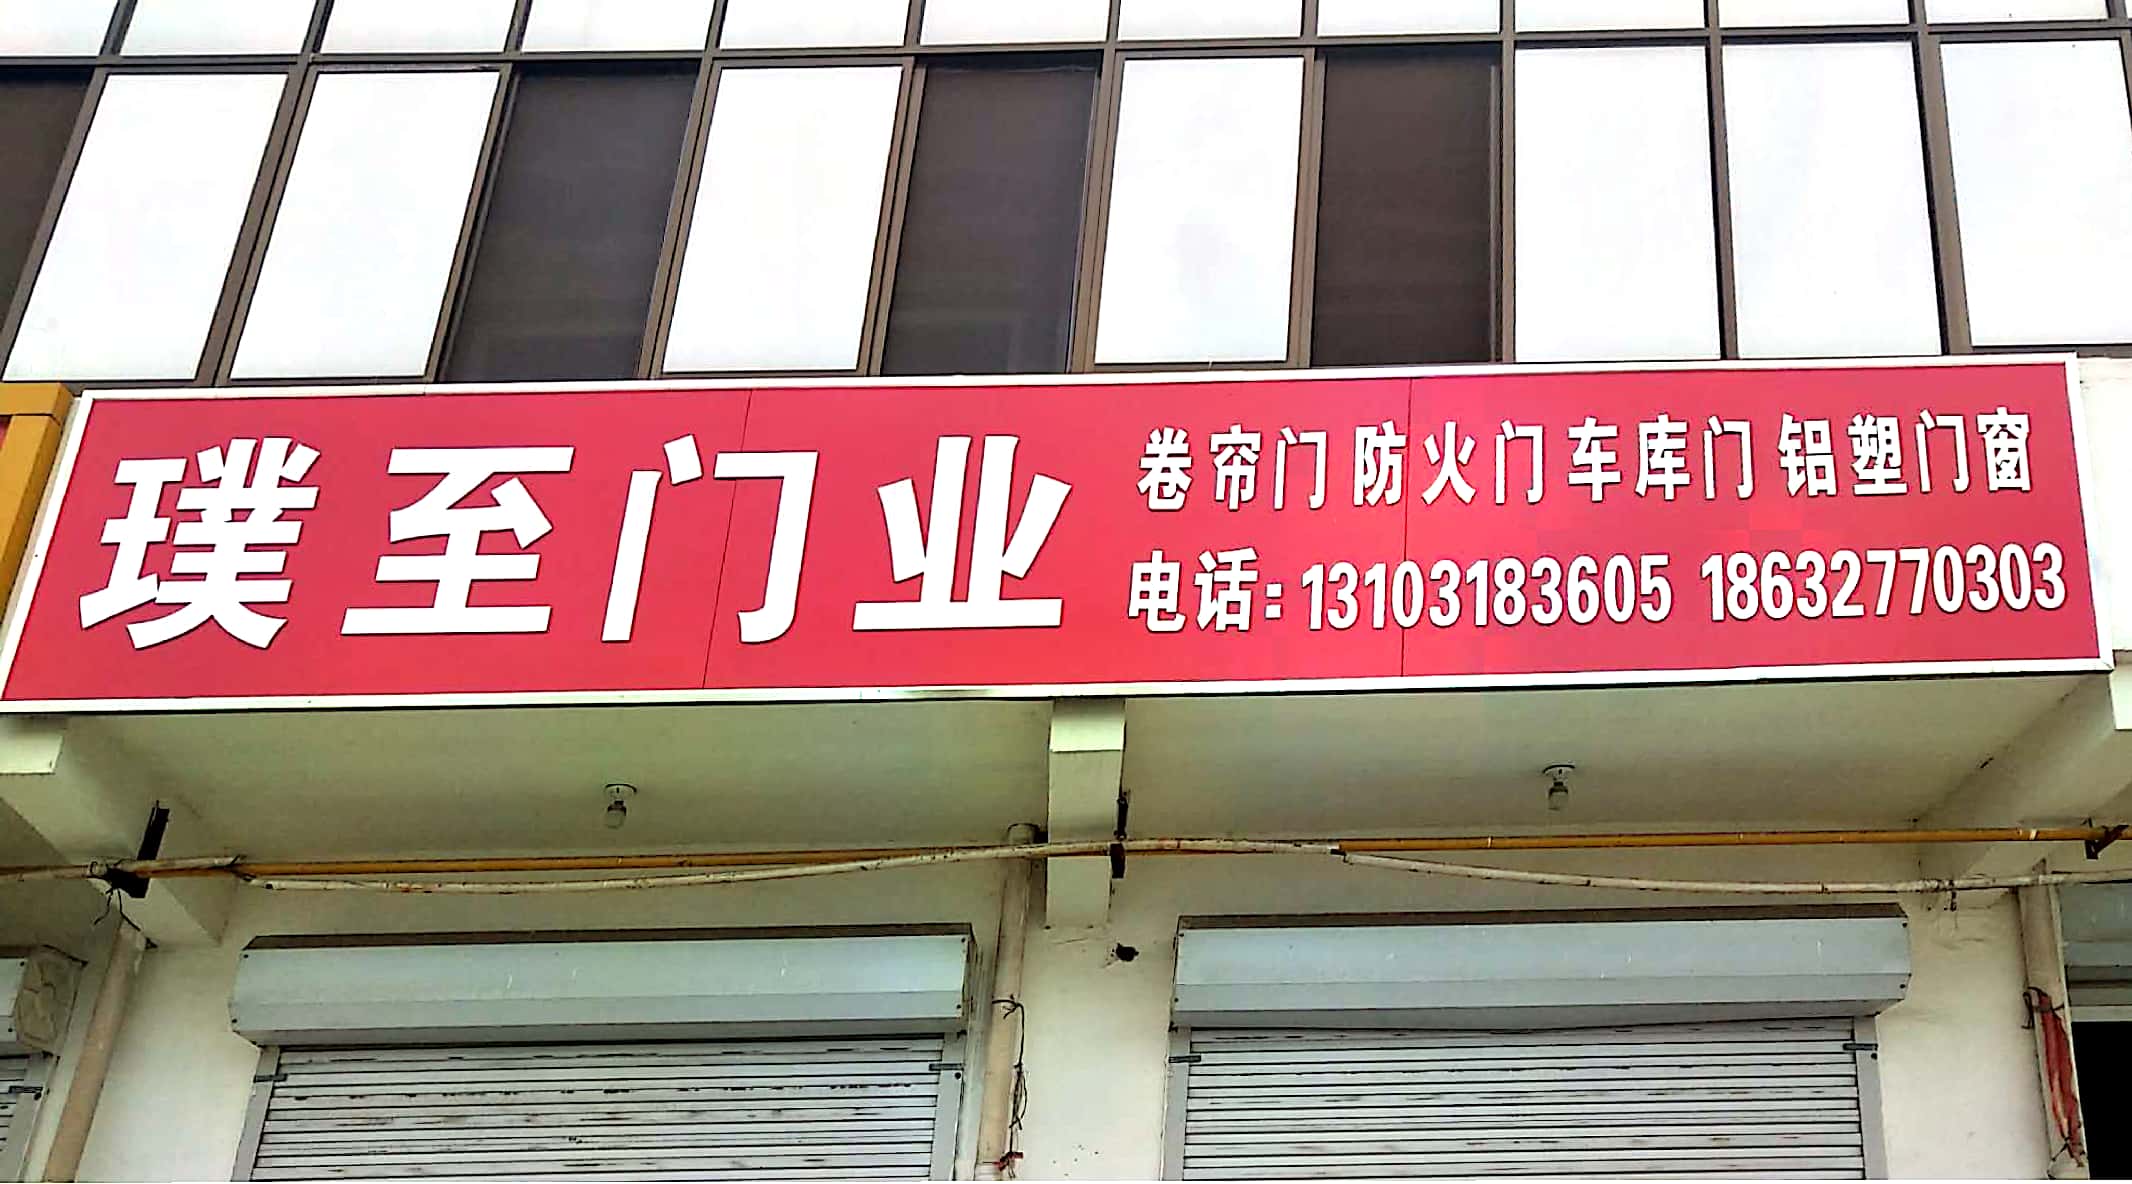 璞至门业
卷帘门 防火门 车库门 铝塑门窗
电话:13103183605 18632770303